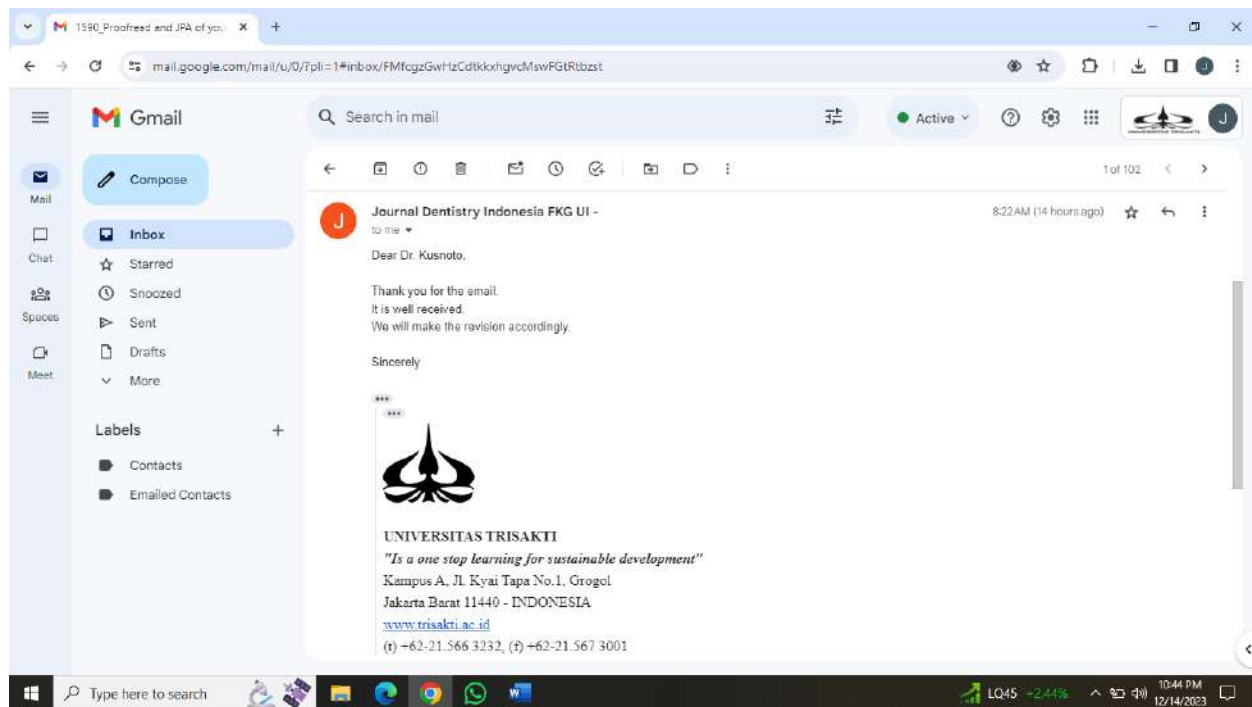 1590_Proofread and JPA of you
mail.google.com/mail/u/0/?pli=1#inbox/FMfcgzGwHzCdtkkxhgvcMswFGtRtbzst
J
Gmail
Search in mail
Active
UNIVERSITAS TRISAKTI
J
Mail
Chat
Spaces
Meet
Compose
Inbox
Starred
Snoozed
Sent
Drafts
More
Labels
+
Contacts
Emailed Contacts
1 of 102
J
Journal Dentistry Indonesia FKG UI -
8:22 AM (14 hours ago)
to me
Dear Dr. Kusnoto,
Thank you for the email.
It is well received.
We will make the revision accordingly.
Sincerely
UNIVERSITAS TRISAKTI
"Is a one stop learning for sustainable development"
Kampus A, Jl. Kyai Tapa No.1, Grogol
Jakarta Barat 11440 - INDONESIA
www.trisakti.ac.id
(t) +62-21.566 3232, (f) +62-21.567 3001
Type here to search
LQ45 +2,44%
10:44 PM
12/14/2023